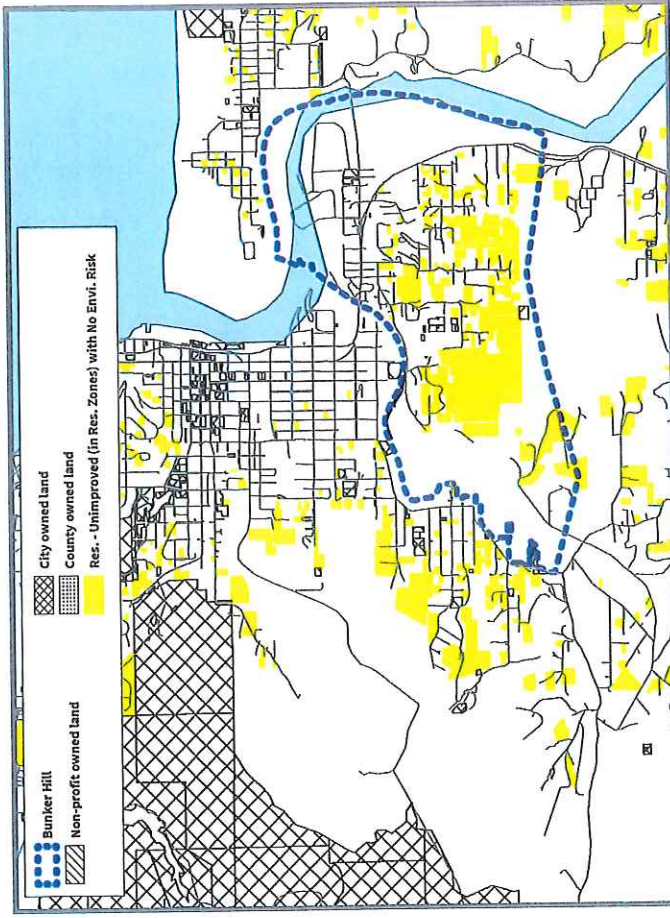 Bunker Hill
Non-profit owned land
City owned land
County owned land
Res. - Unimproved (in Res. Zones) with No Envi. Risk